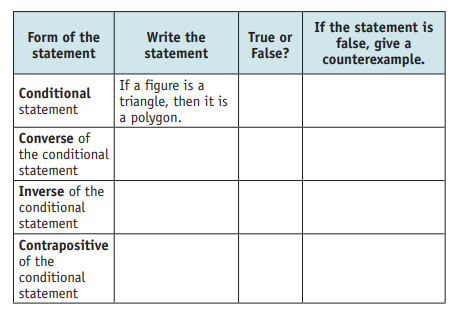 Form of the
statement
Write the
statement
True or
False?
If the statement is
false, give a
counterexample.
Conditional
statement
If a figure is a
triangle, then it is
a polygon.
Converse of
the conditional
statement
Inverse of the
conditional
statement
Contrapositive
of the
conditional
statement